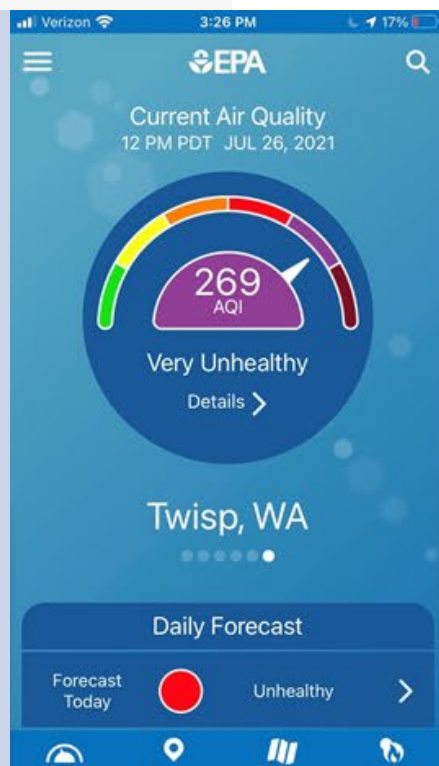 Verizon 3:26 PM 17%
EPA
Current Air Quality
12 PM PDT JUL 26, 2021
269
AQI
Very Unhealthy
Details
Twisp, WA
Daily Forecast
Forecast Today Unhealthy